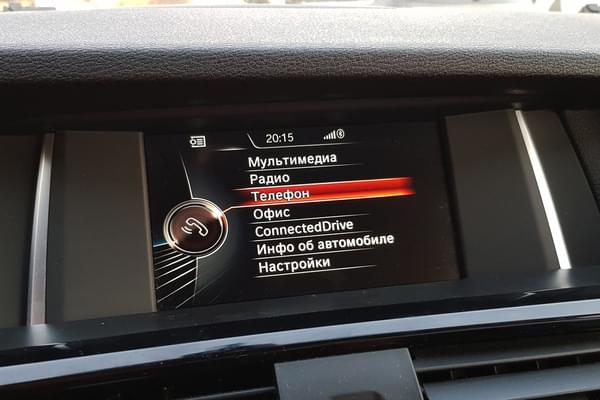 20:15
Мультимедиа
Радио
Телефон
Офис
ConnectedDrive
Инфо об автомобиле
Настройки